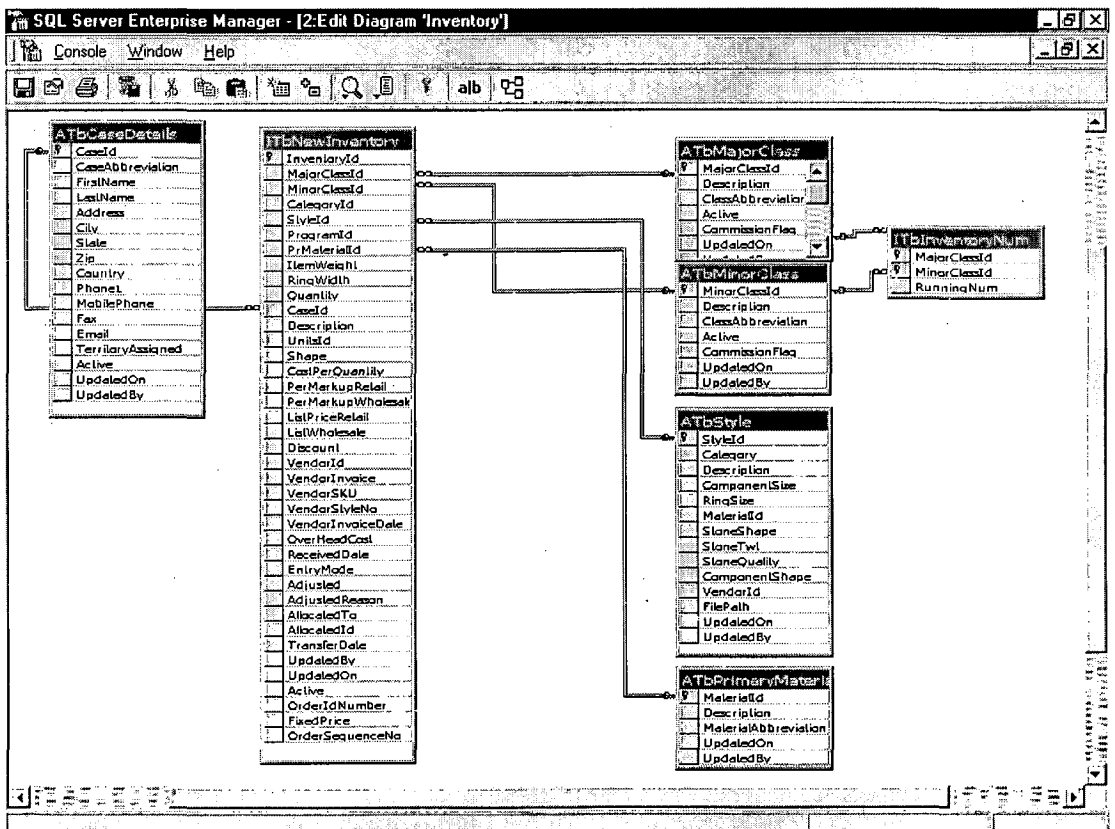 SQL Server Enterprise Manager - [2:Edit Diagram 'Inventory']
Console Window Help
ab
ATbCaseDetails
CaseId
CaseAbbreviation
FirstName
LastName
Address
City
State
Zip
Country
Phone1
MobilePhone
Fax
Email
TerritoryAssigned
Active
UpdatedOn
UpdatedBy
ITbNewInventory
InventoryId
MajorClassId
MinorClassId
CategoryId
StyleId
ProgramId
PrMaterialId
ItemWeight
RingWidth
Quantity
CaseId
Description
UnitsId
Shape
CostPerQuantity
PerMarkupRetail
PerMarkupWholesak
ListPriceRetail
ListWholesale
Discount
VendorId
VendorInvoice
VendorSKU
VendorStyleNo
VendorInvoiceDate
OverHeadCost
ReceivedDate
EntryMode
Adjusted
AdjustedReason
AllocatedTo
AllocatedId
TransferDate
UpdatedBy
UpdatedOn
Active
OrderIdNumber
FixedPrice
OrderSequenceNo
ATbMajorClass
MajorClassId
Description
ClassAbbreviation
Active
CommissionFlag
UpdatedOn
ATbMinorClass
MinorClassId
Description
ClassAbbreviation
Active
CommissionFlag
UpdatedOn
UpdatedBy
ITbInventoryNum
MajorClassId
MinorClassId
RunningNum
ATbStyle
StyleId
Category
Description
ComponentSize
RingSize
MaterialId
StoneShape
StoneTwt
StoneQuality
ComponentShape
VendorId
FilePath
UpdatedOn
UpdatedBy
ATbPrimaryMateria
MaterialId
Description
MaterialAbbreviation
UpdatedOn
UpdatedBy